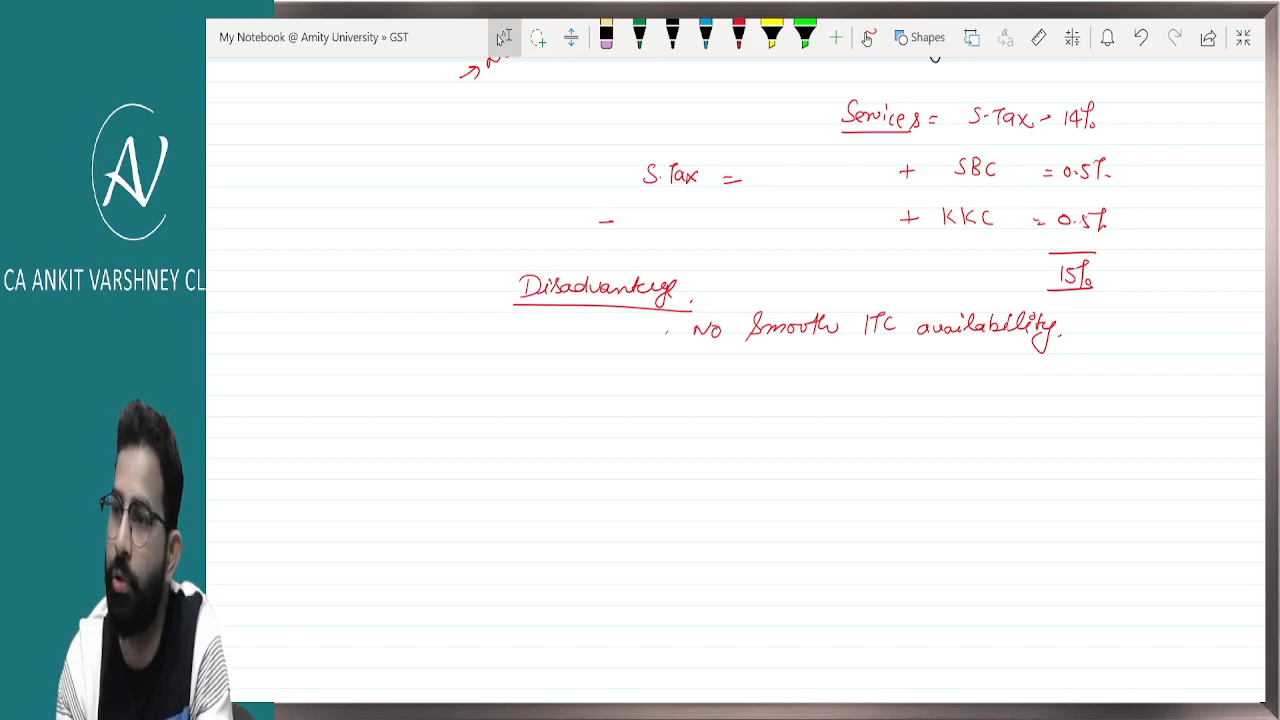 My Notebook @ Amity University » GST
Shapes
Services = S.Tax - 14%
S.Tax = + SBC = 0.5%
- + KKC = 0.5%
15%
Disadvantage.
. No Smooth ITC availability.
AV
CA ANKIT VARSHNEY CL